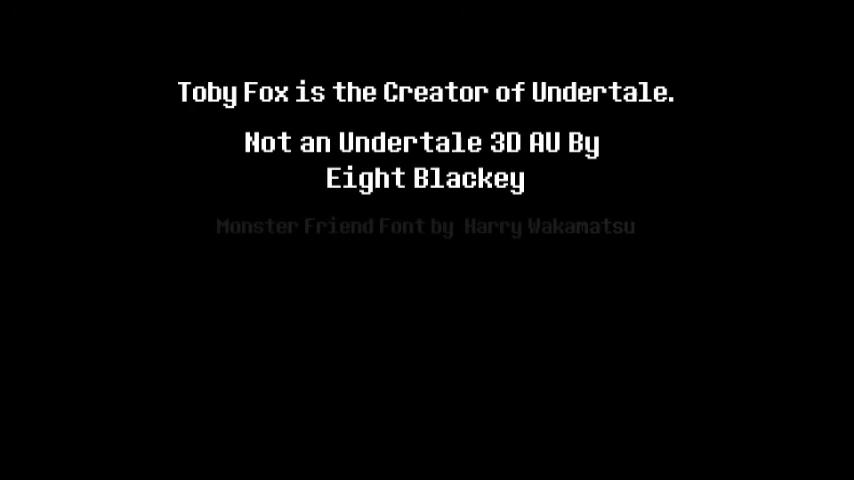 Toby Fox is the Creator of Undertale.
Not an Undertale 3D AU By
Eight Blackey
Monster Friend Font by Harry Wakamatsu